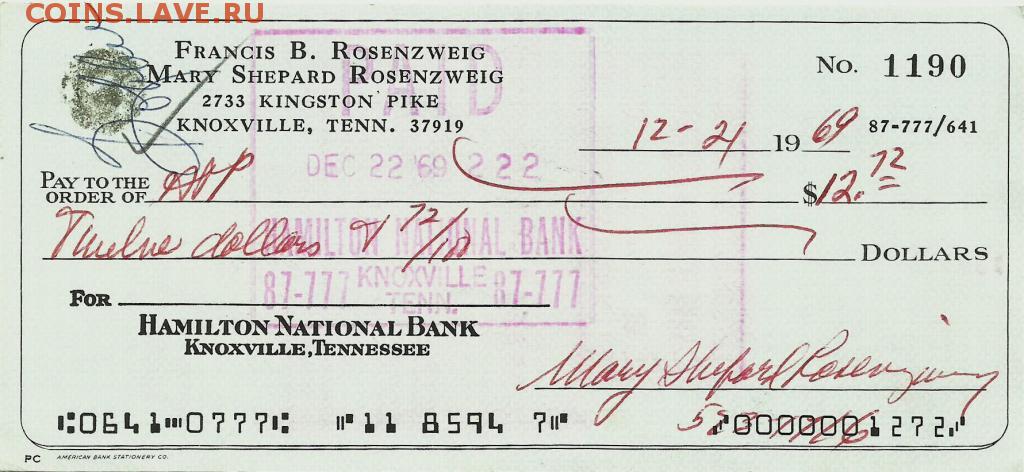 COINS.LAVE.RU
FRANCIS B. ROSENZWEIG
MARY SHEPARD ROSENZWEIG
2733 KINGSTON PIKE
KNOXVILLE, TENN. 37919
No. 1190
12-21 19 69 87-777/641
PAID
DEC 22 '69 222
PAY TO THE
ORDER OF $12.72
Twelve dollars & 72/100 DOLLARS
HAMILTON NATIONAL BANK
87-777 KNOXVILLE TENN. 87-777
FOR
HAMILTON NATIONAL BANK
KNOXVILLE, TENNESSEE
Mary Shepard Rosenzweig
⑆0641⑉0777⑆ ⑈11 8594 7⑈ ⑇0000001272⑇
PC AMERICAN BANK STATIONERY CO.